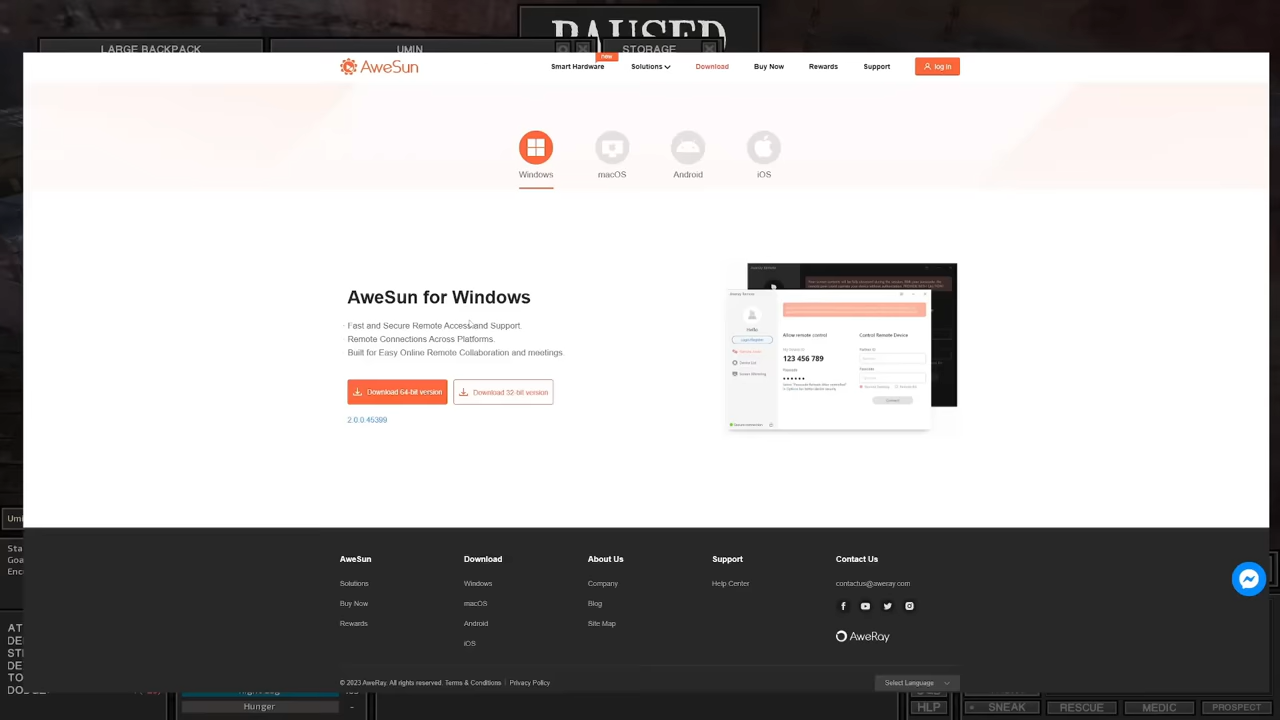 PAUSED
LARGE BACKPACK
UMIN
STORAGE
AweSun
Smart Hardware
new
Solutions
Download
Buy Now
Rewards
Support
log in
Windows
macOS
Android
iOS
AweSun for Windows
Fast and Secure Remote Access and Support
Remote Connections Across Platforms
Built for Easy Online Remote Collaboration and meetings
Download 64-bit version
Download 32-bit version
2.0.0.45399
Hello
Allow remote control
Control Remote Device
123 456 789
Connect
AweSun
Solutions
Buy Now
Rewards
Download
Windows
macOS
Android
iOS
About Us
Company
Blog
Site Map
Support
Help Center
Contact Us
contactus@aweray.com
AweRay
© 2023 AweRay. All rights reserved. Terms & Conditions | Privacy Policy
Select Language
Hunger
HLP
SNEAK
RESCUE
MEDIC
PROSPECT